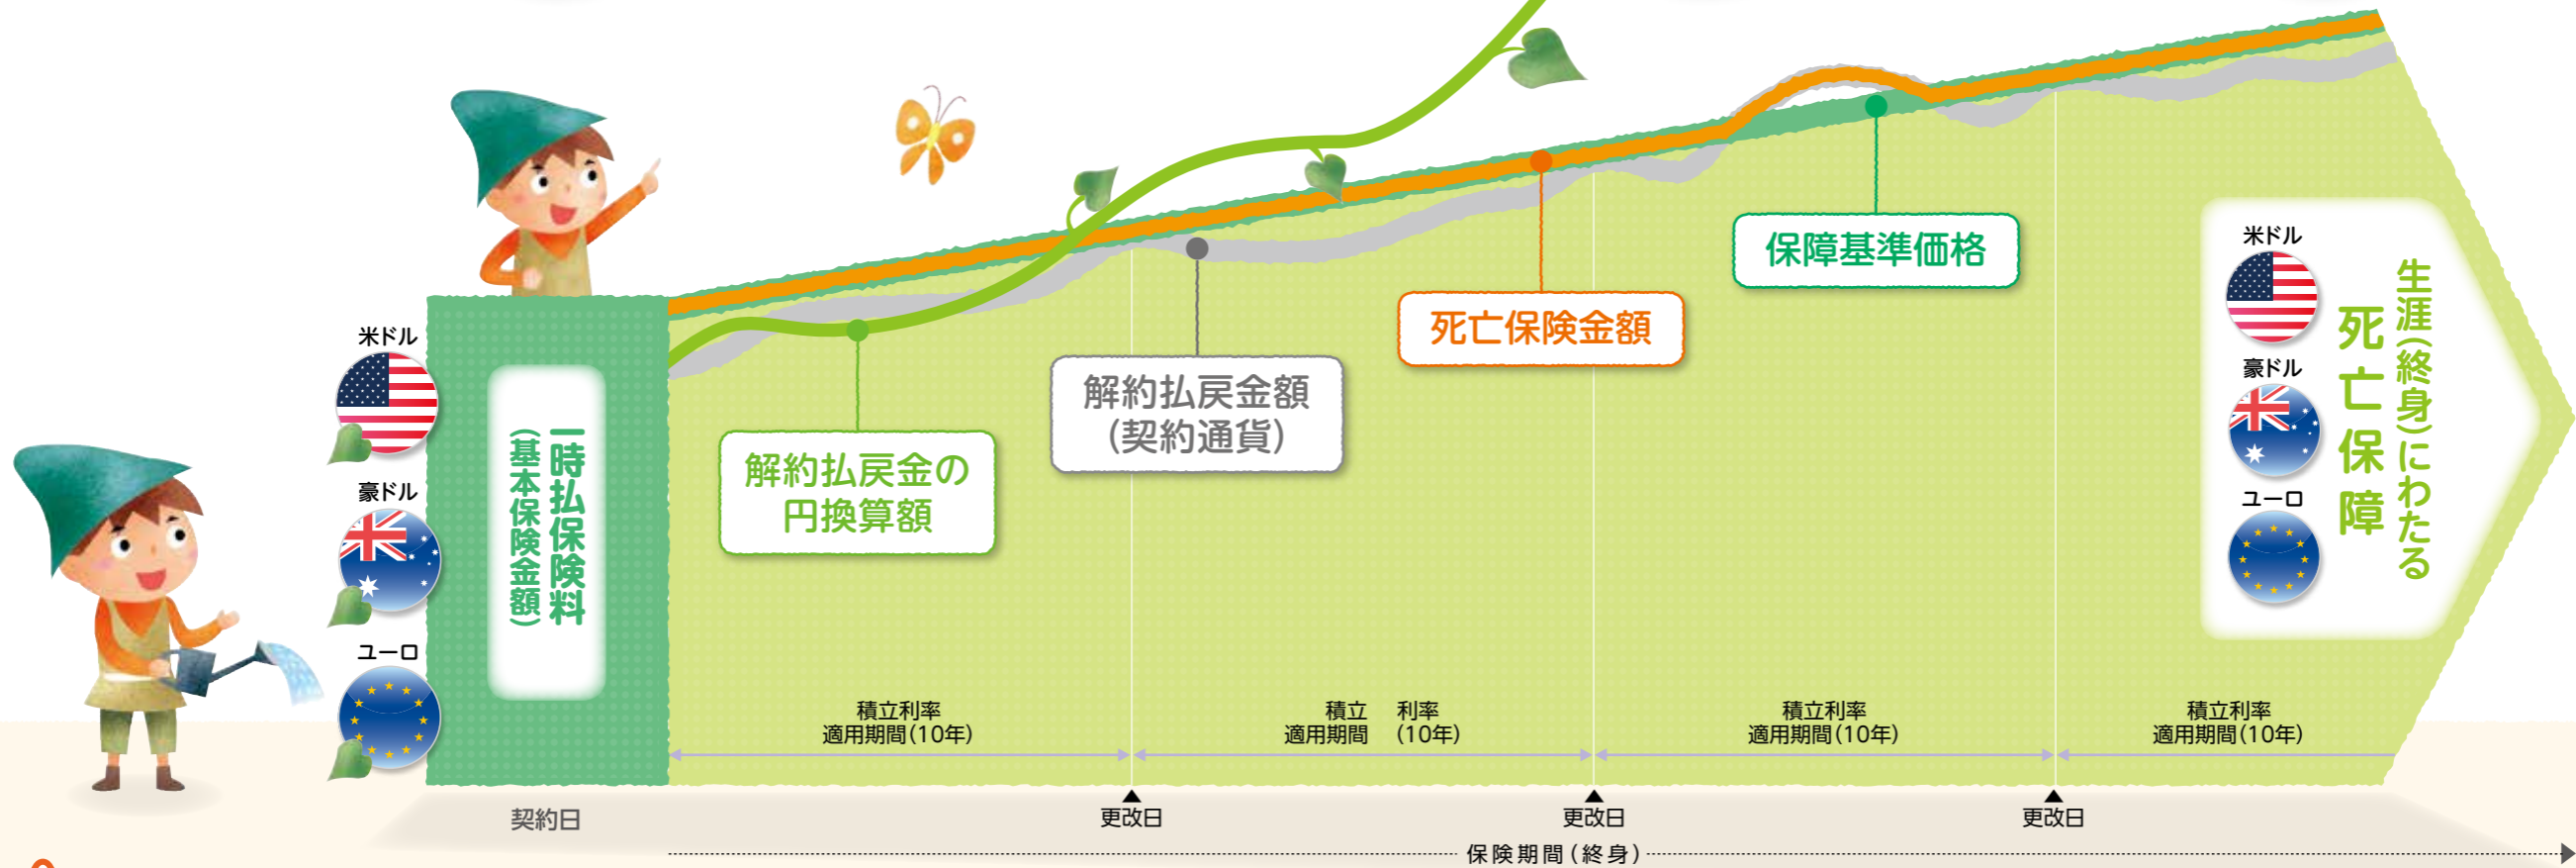 米ドル
豪ドル
ユーロ
一時払保険料
(基本保険金額)
解約払戻金の
円換算額
解約払戻金額
(契約通貨)
死亡保険金額
保障基準価格
米ドル
豪ドル
ユーロ
生涯(終身)にわたる
死亡保障
積立利率
適用期間(10年)
積立 利率
適用期間 (10年)
積立利率
適用期間(10年)
積立利率
適用期間(10年)
契約日
更改日
更改日
更改日
保険期間(終身)